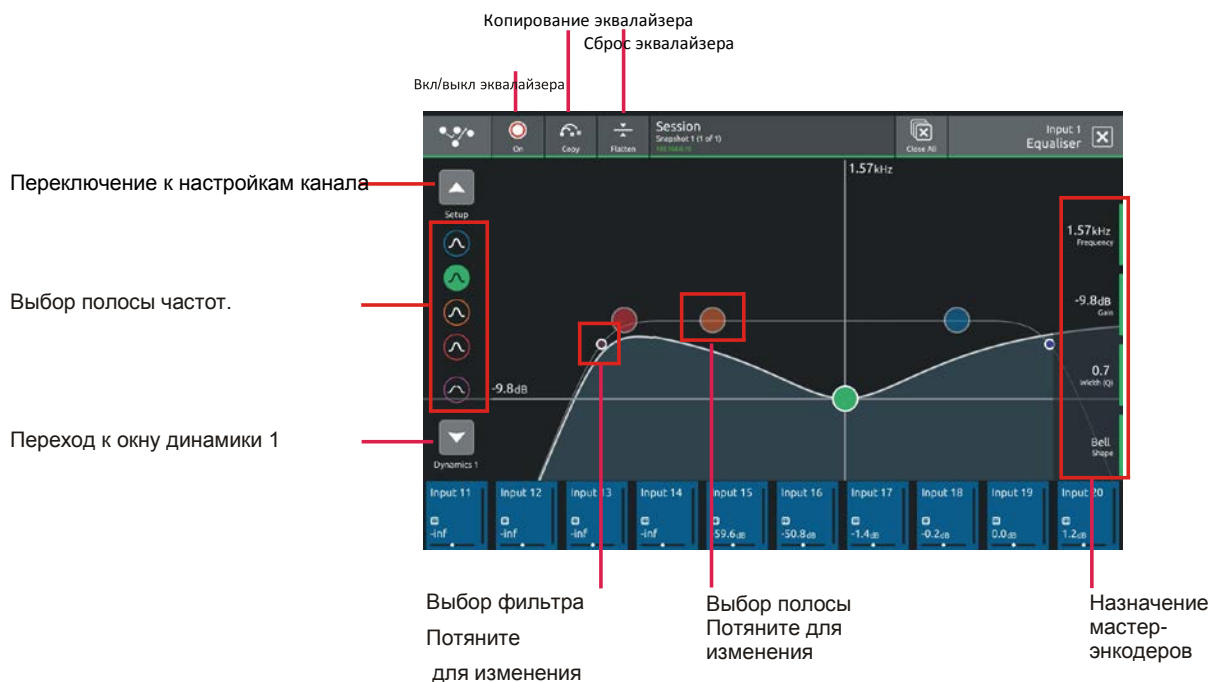 Копирование эквалайзера
Сброс эквалайзера
Вкл/выкл эквалайзера
On
Copy
Flatten
Session
Snapshot 1 (1 of 1)
Close All
Input 1
Equaliser
Переключение к настройкам канала
Setup
1.57kHz
1.57kHz
Frequency
Выбор полосы частот.
-9.8dB
Gain
0.7
Width (Q)
-9.8dB
Переход к окну динамики 1
Bell
Shape
Dynamics 1
Input 11
Input 12
Input 13
Input 14
Input 15
Input 16
Input 17
Input 18
Input 19
Input 20
-inf
-inf
-inf
-inf
-59.6dB
-50.8dB
-1.4dB
-0.2dB
0.0dB
1.2dB
Выбор фильтра
Потяните
для изменения
Выбор полосы
Потяните для
изменения
Назначение
мастер-
энкодеров